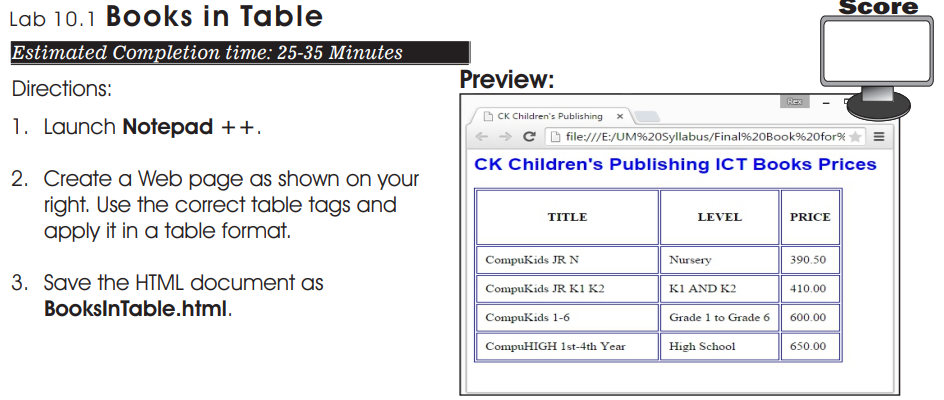 Lab 10.1 Books in Table
Score
Estimated Completion time: 25-35 Minutes
Directions:
1. Launch Notepad ++.
2. Create a Web page as shown on your
right. Use the correct table tags and
apply it in a table format.
3. Save the HTML document as
BooksInTable.html.
Preview:
Rex
CK Children's Publishing
file:///E:/UM%20Syllabus/Final%20Book%20for%
CK Children's Publishing ICT Books Prices
TITLE LEVEL PRICE
CompuKids JR N Nursery 390.50
CompuKids JR K1 K2 K1 AND K2 410.00
CompuKids 1-6 Grade 1 to Grade 6 600.00
CompuHIGH 1st-4th Year High School 650.00